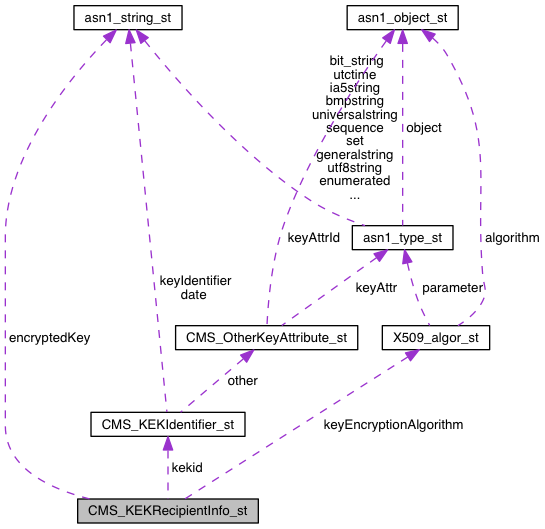 asn1_string_st
asn1_object_st
bit_string
utctime
ia5string
bmpstring
universalstring
sequence
set
generalstring
utf8string
enumerated
...
object
asn1_type_st
keyAttrId
algorithm
keyIdentifier
date
keyAttr
parameter
encryptedKey
CMS_OtherKeyAttribute_st
X509_algor_st
other
CMS_KEKIdentifier_st
keyEncryptionAlgorithm
kekid
CMS_KEKRecipientInfo_st